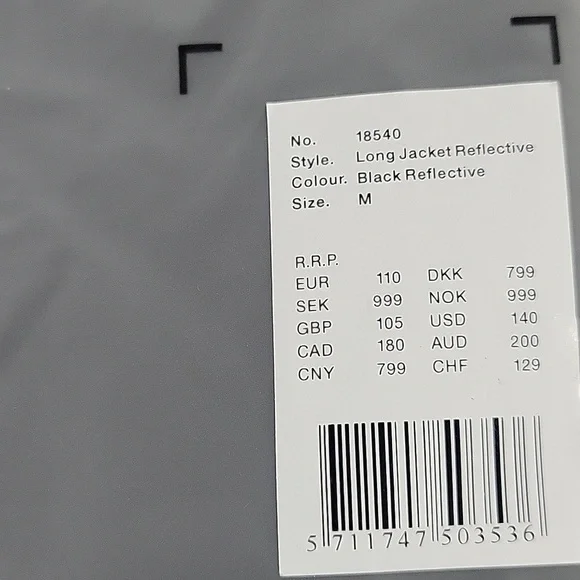 No. 18540
Style. Long Jacket Reflective
Colour. Black Reflective
Size. M
R.R.P.
EUR 110 DKK 799
SEK 999 NOK 999
GBP 105 USD 140
CAD 180 AUD 200
CNY 799 CHF 129
5 711747 503536